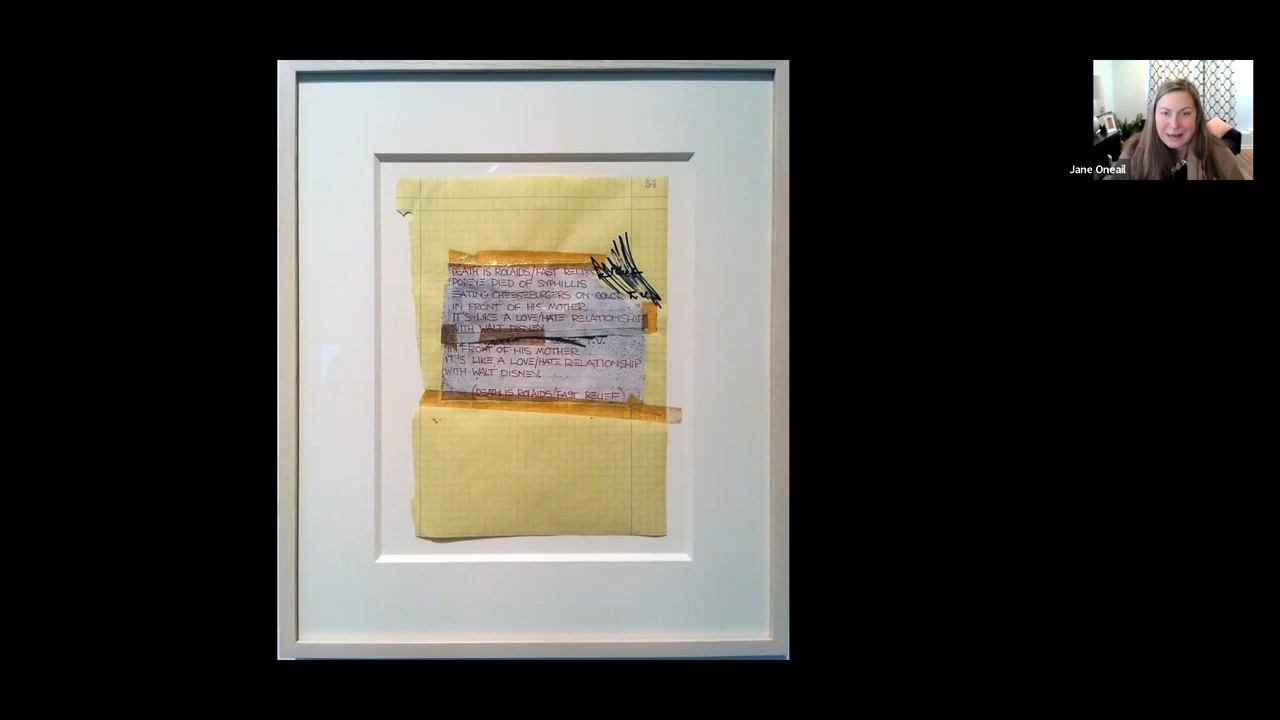 54
DEATH IS ROLAIDS/FAST RELIEF
POPEYE DIED OF SYPHILLIS
EATING CHEESEBURGERS ON COLOR
IN FRONT OF HIS MOTHER.
IT'S LIKE A LOVE/HATE RELATIONSHIP
WITH WALT DISNEY
T.V.
IN FRONT OF HIS MOTHER
IT'S LIKE A LOVE/HATE RELATIONSHIP
WITH WALT DISNEY.
(DEATH IS ROLAIDS/FAST RELIEF)
Jane Oneail